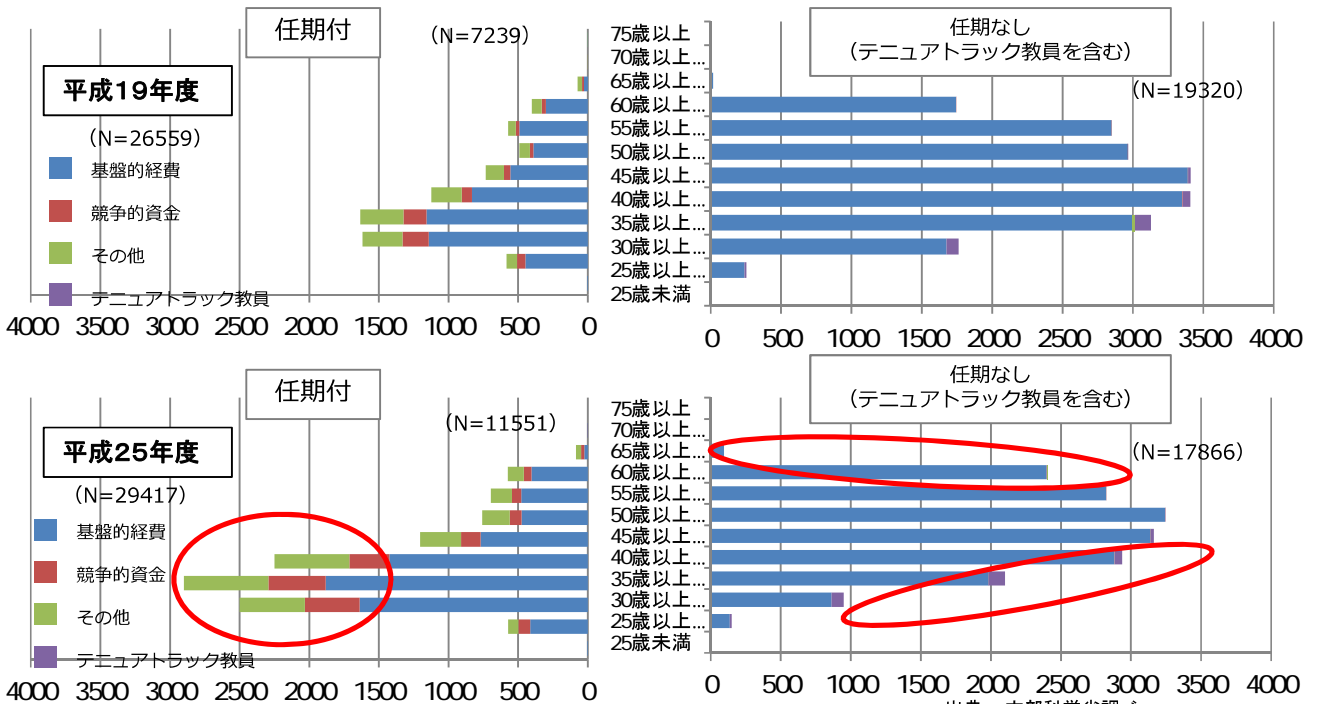 任期付
(N=7239)
平成19年度
(N=26559)
基盤的経費
競争的資金
その他
テニュアトラック教員
4000 3500 3000 2500 2000 1500 1000 500 0
75歳以上
70歳以上…
65歳以上…
60歳以上…
55歳以上…
50歳以上…
45歳以上…
40歳以上…
35歳以上…
30歳以上…
25歳以上…
25歳未満
任期なし
（テニュアトラック教員を含む）
(N=19320)
0 500 1000 1500 2000 2500 3000 3500 4000
任期付
(N=11551)
平成25年度
(N=29417)
基盤的経費
競争的資金
その他
テニュアトラック教員
4000 3500 3000 2500 2000 1500 1000 500 0
75歳以上
70歳以上…
65歳以上…
60歳以上…
55歳以上…
50歳以上…
45歳以上…
40歳以上…
35歳以上…
30歳以上…
25歳以上…
25歳未満
任期なし
（テニュアトラック教員を含む）
(N=17866)
0 500 1000 1500 2000 2500 3000 3500 4000